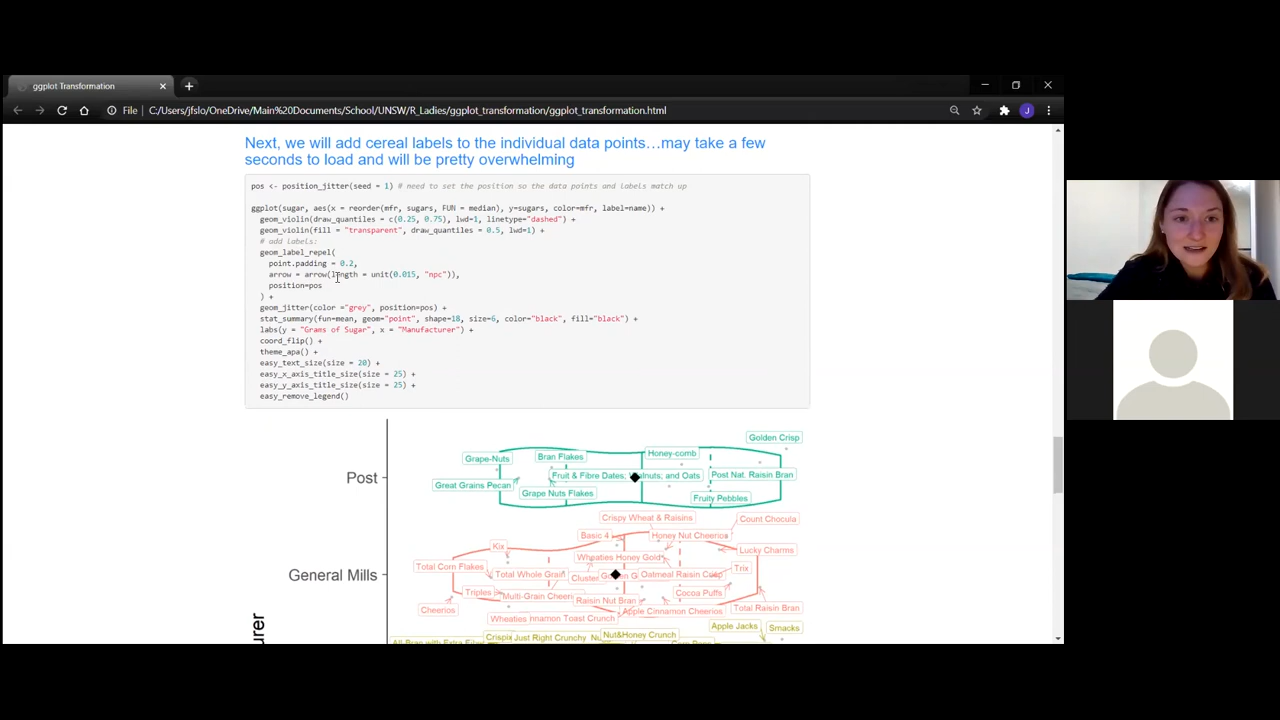 ggplot Transformation
File | C:/Users/jfslo/OneDrive/Main%20Documents/School/UNSW/R_Ladies/ggplot_transformation/ggplot_transformation.html
J
Next, we will add cereal labels to the individual data points…may take a few
seconds to load and will be pretty overwhelming
pos <- position_jitter(seed = 1) # need to set the position so the data points and labels match up
ggplot(sugar, aes(x = reorder(mfr, sugars, FUN = median), y=sugars, color=mfr, label=name)) +
geom_violin(draw_quantiles = c(0.25, 0.75), lwd=1, linetype="dashed") +
geom_violin(fill = "transparent", draw_quantiles = 0.5, lwd=1) +
# add labels:
geom_label_repel(
point.padding = 0.2,
arrow = arrow(length = unit(0.015, "npc")),
position=pos
) +
geom_jitter(color ="grey", position=pos) +
stat_summary(fun=mean, geom="point", shape=18, size=6, color="black", fill="black") +
labs(y = "Grams of Sugar", x = "Manufacturer") +
coord_flip() +
theme_apa() +
easy_text_size(size = 20) +
easy_x_axis_title_size(size = 25) +
easy_y_axis_title_size(size = 25) +
easy_remove_legend()
Golden Crisp
Honey-comb
Grape-Nuts
Bran Flakes
Post
Fruit & Fibre Dates; Walnuts; and Oats
Post Nat. Raisin Bran
Great Grains Pecan
Grape Nuts Flakes
Fruity Pebbles
Crispy Wheat & Raisins
Count Chocula
Basic 4
Honey Nut Cheerios
Kix
Lucky Charms
Wheaties Honey Gold
Total Corn Flakes
Trix
General Mills
Total Whole Grain
Cluster
Oatmeal Raisin Crisp
Triples
Multi-Grain Cheerios
Cocoa Puffs
Raisin Nut Bran
Cheerios
Apple Cinnamon Cheerios
Total Raisin Bran
Wheaties
nnamon Toast Crunch
Apple Jacks
Smacks
Just Right Crunchy
Nut&Honey Crunch
urer